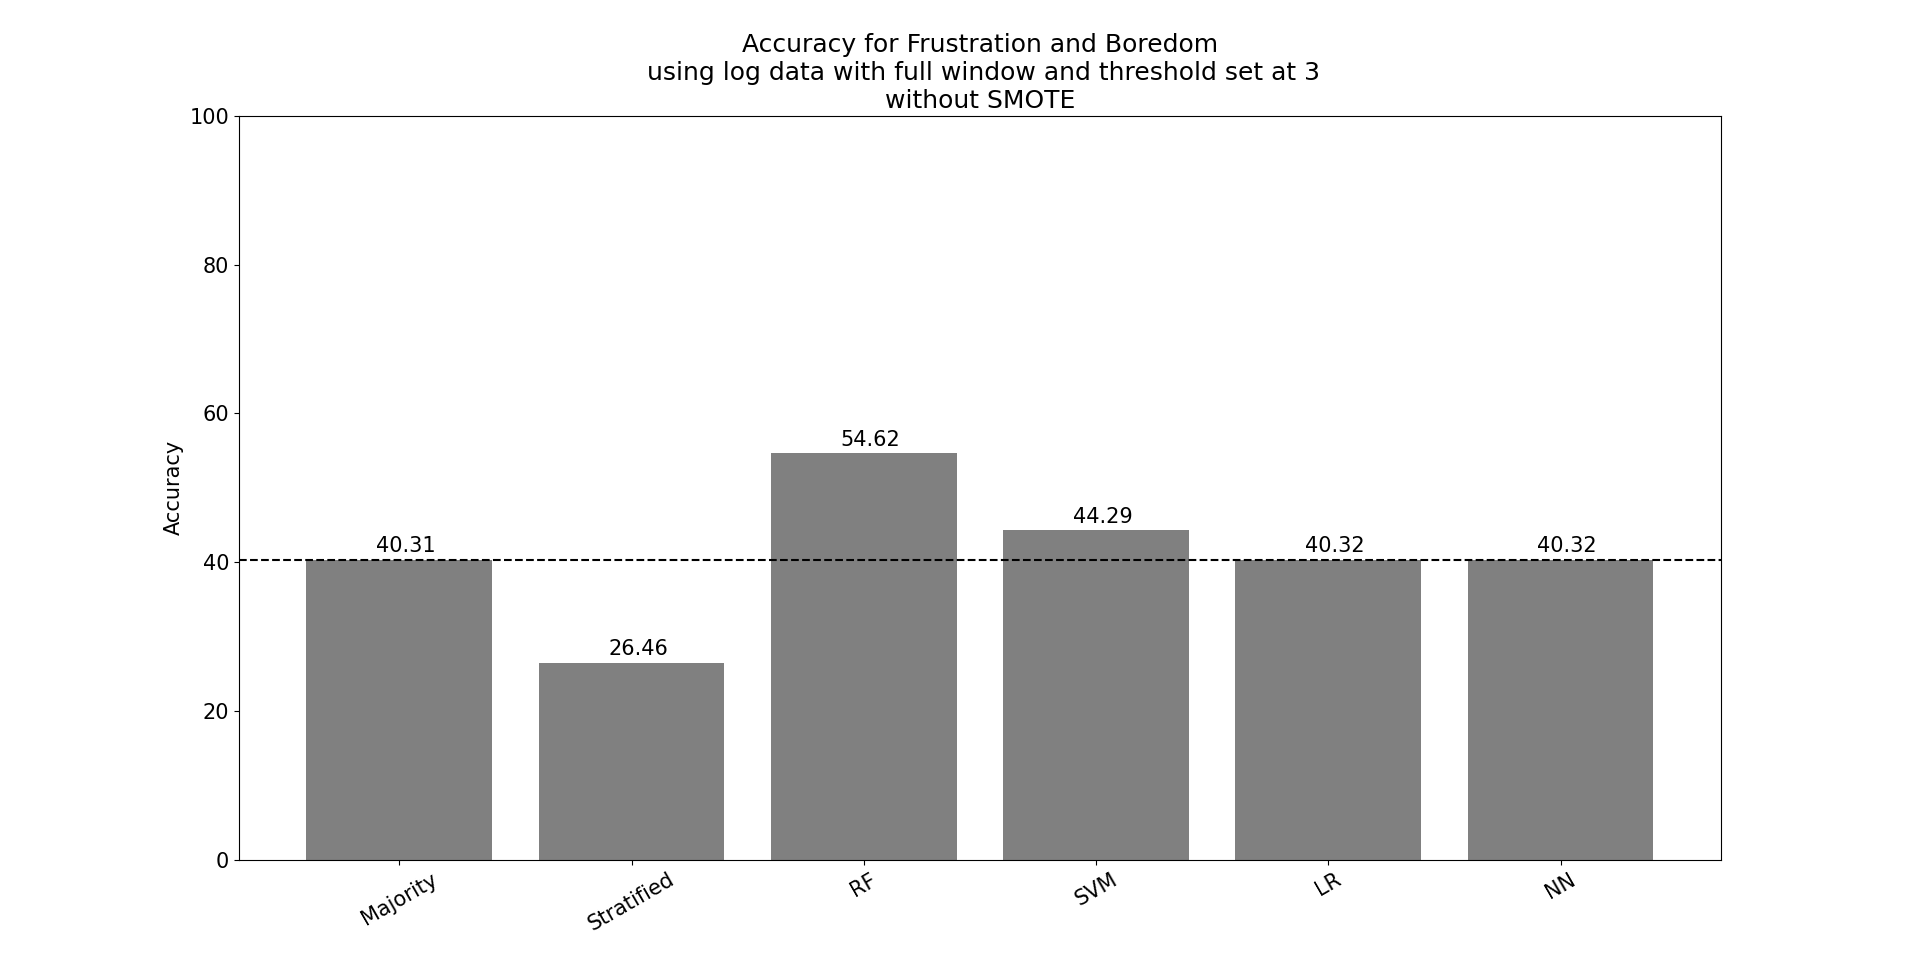 Accuracy for Frustration and Boredom
using log data with full window and threshold set at 3
without SMOTE
100
80
60
40
20
0
Accuracy
40.31
26.46
54.62
44.29
40.32
40.32
Majority
Stratified
RF
SVM
LR
NN